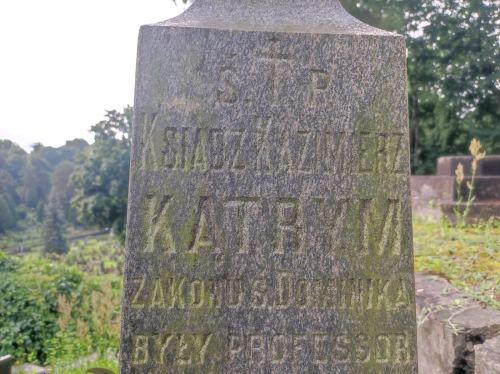 Ś. † P.
KSIĄDZ KAZIMIERZ
KATRYM
ZAKONU Ś. DOMINIKA
BYŁY PROFESSOR